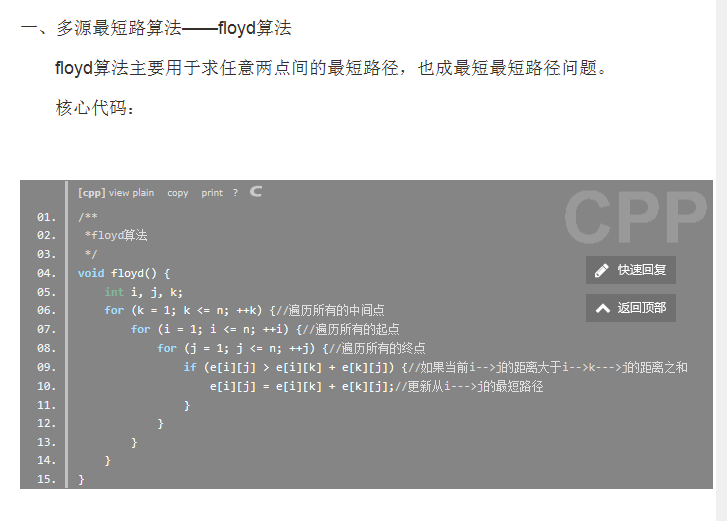 一、多源最短路算法——floyd算法
floyd算法主要用于求任意两点间的最短路径，也成最短最短路径问题。
核心代码：
[cpp] view plain copy print ? C
CPP
01. /**
02. *floyd算法
03. */
04. void floyd() {
05. int i, j, k;
06. for (k = 1; k <= n; ++k) {//遍历所有的中间点
07. for (i = 1; i <= n; ++i) {//遍历所有的起点
08. for (j = 1; j <= n; ++j) {//遍历所有的终点
09. if (e[i][j] > e[i][k] + e[k][j]) {//如果当前i-->j的距离大于i-->k--->j的距离之和
10. e[i][j] = e[i][k] + e[k][j];//更新从i--->j的最短路径
11. }
12. }
13. }
14. }
15. }
快速回复
返回顶部